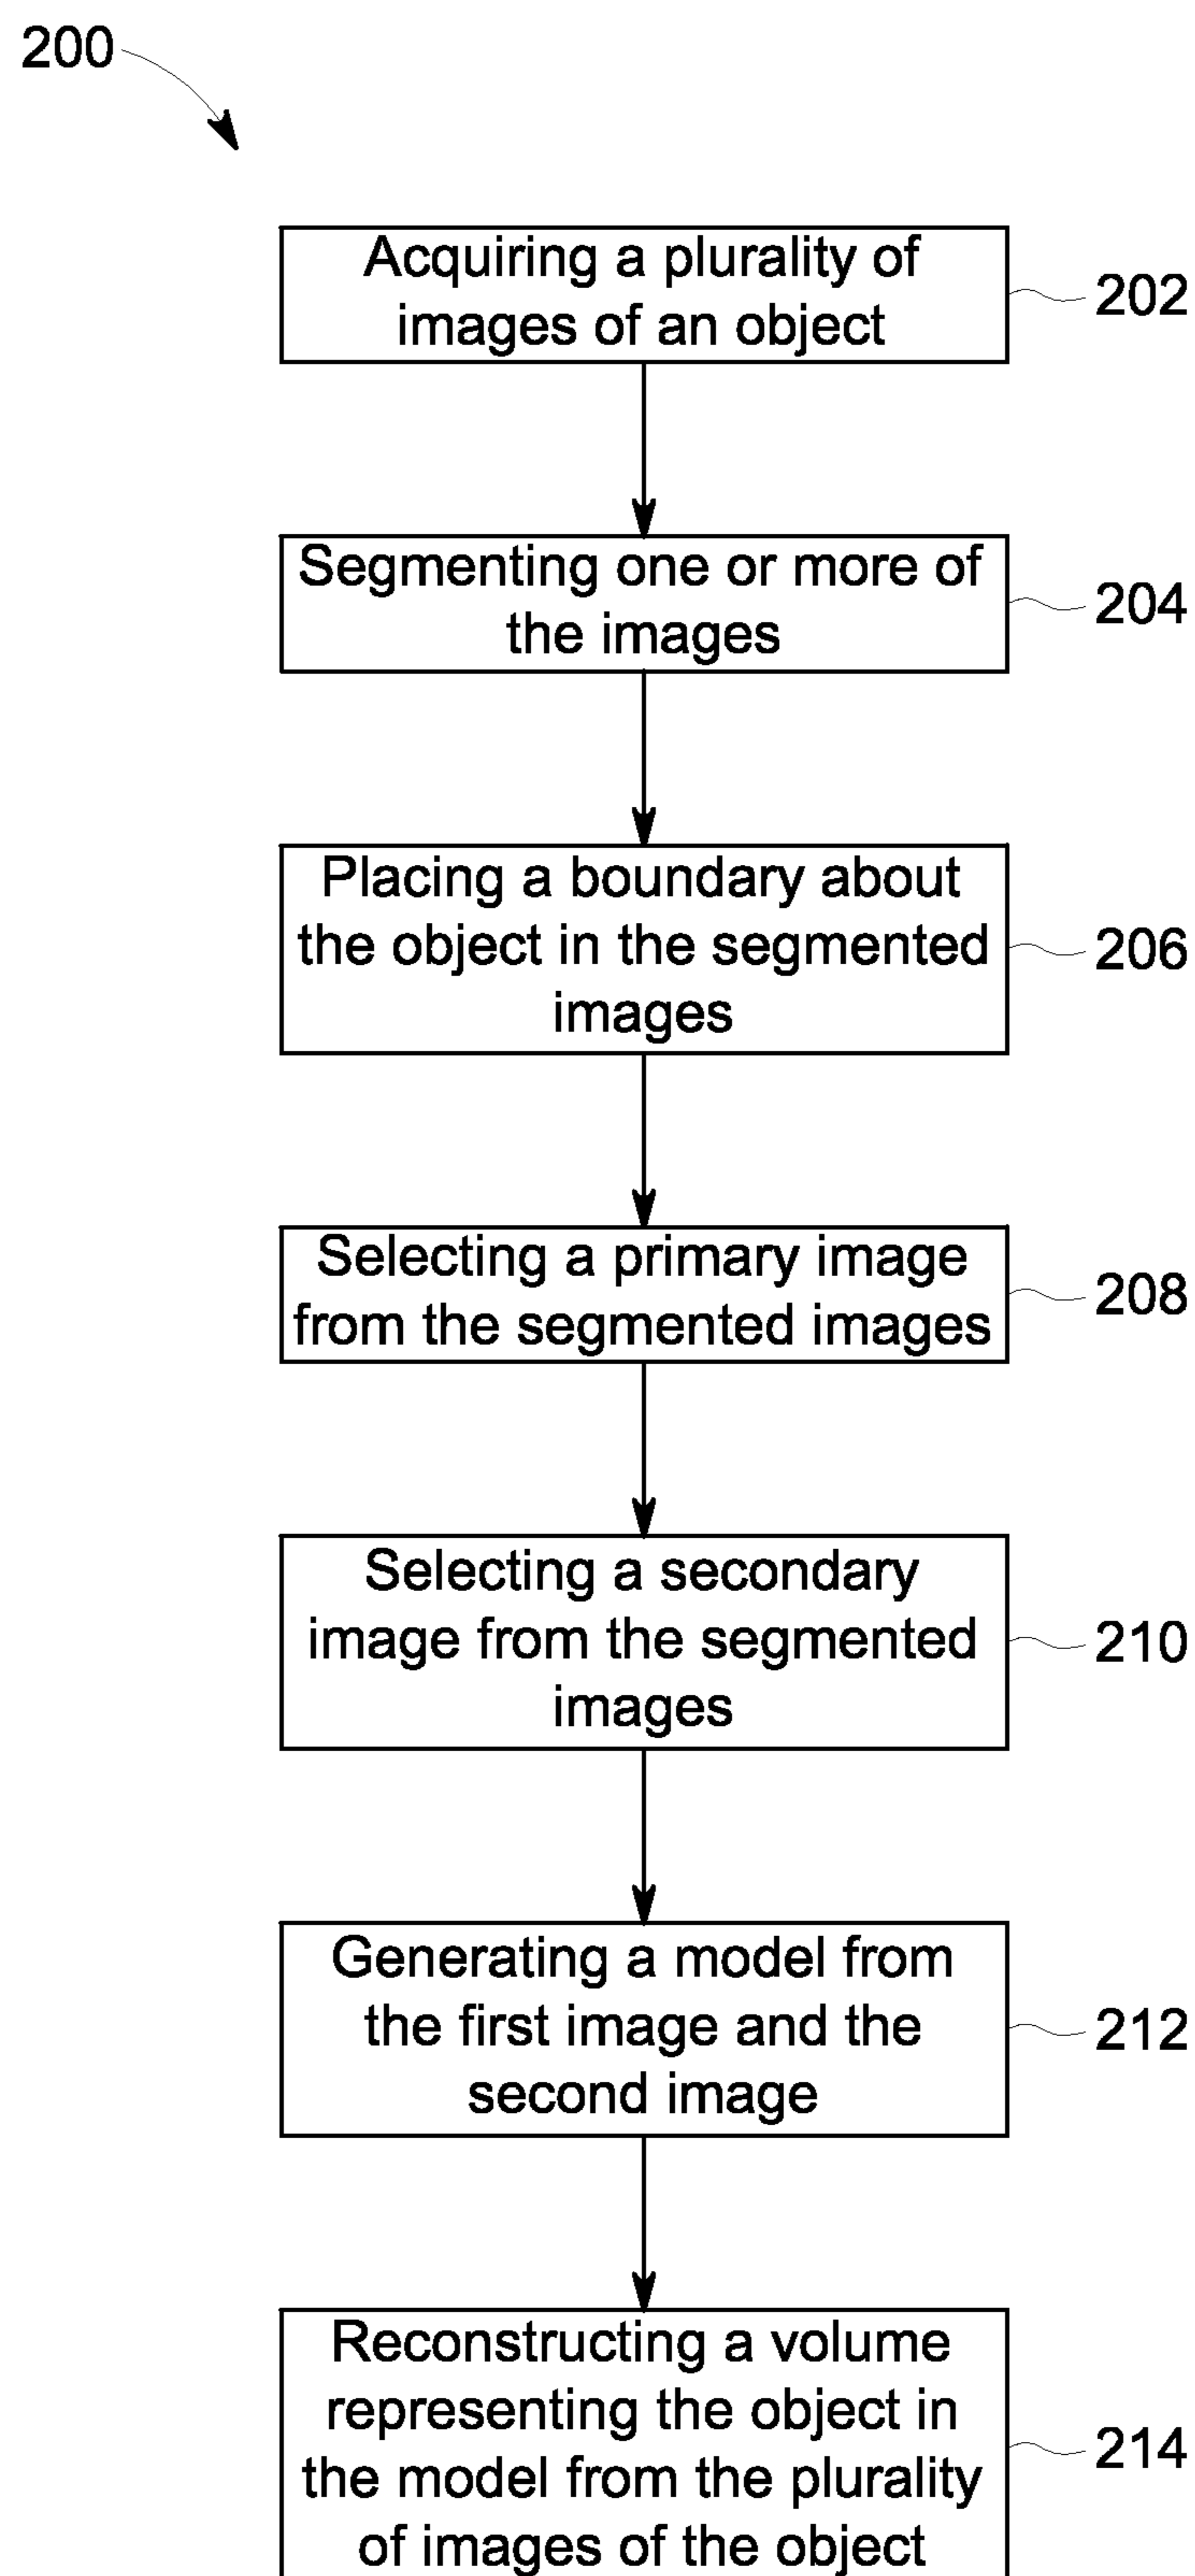 200
Acquiring a plurality of
images of an object
202
Segmenting one or more of
the images
204
Placing a boundary about
the object in the segmented
images
206
Selecting a primary image
from the segmented images
208
Selecting a secondary
image from the segmented
images
210
Generating a model from
the first image and the
second image
212
Reconstructing a volume
representing the object in
the model from the plurality
of images of the object
214